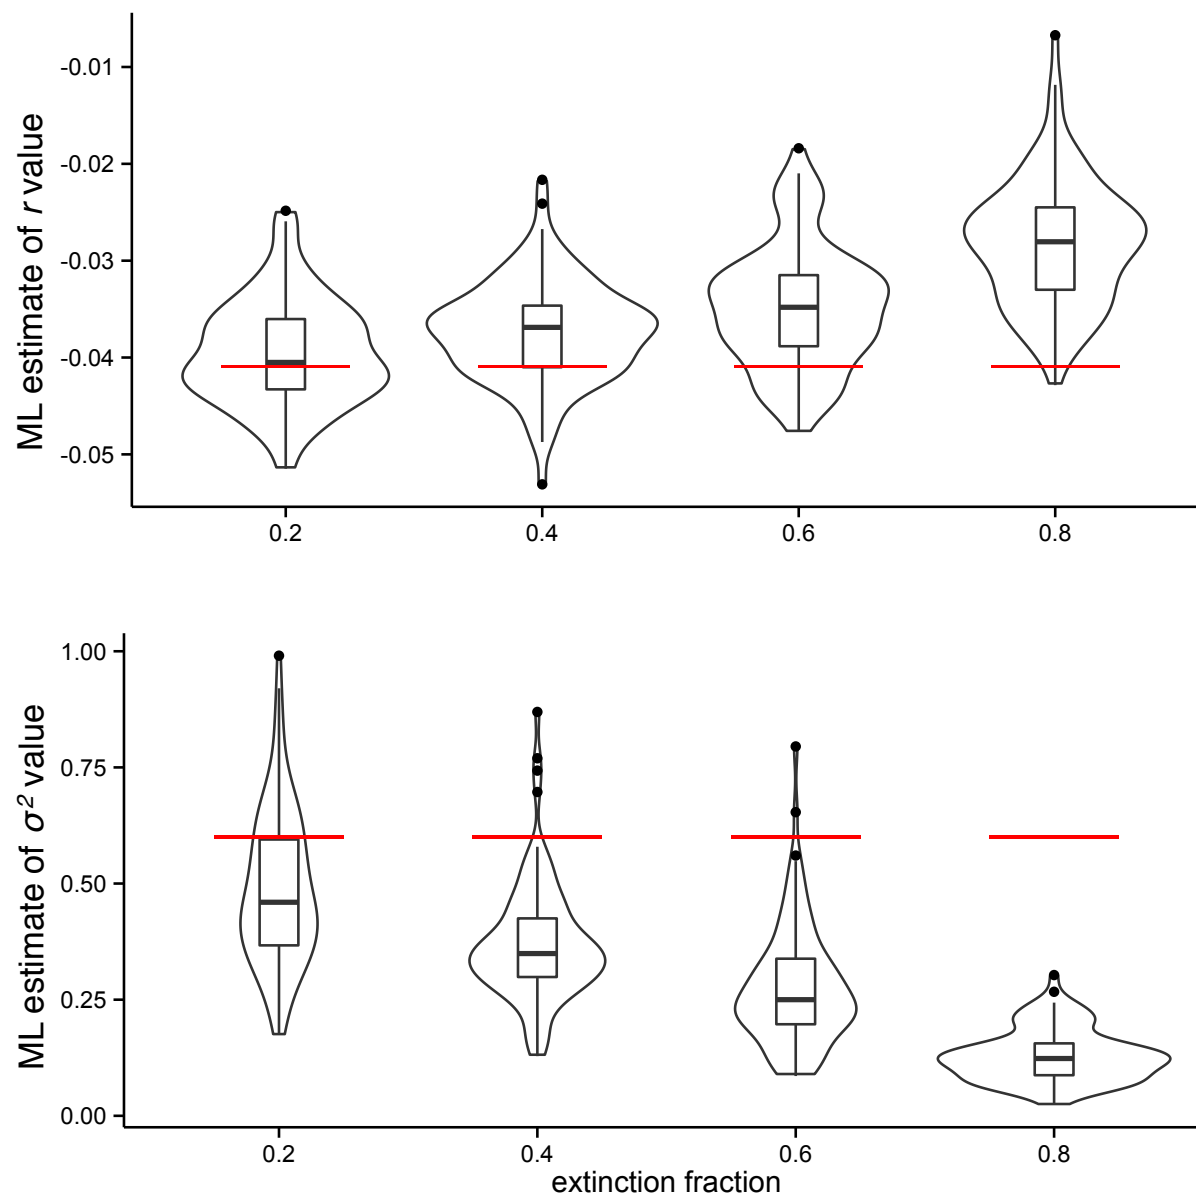 ML estimate of r value
-0.01
-0.02
-0.03
-0.04
-0.05
0.2 0.4 0.6 0.8
ML estimate of σ² value
1.00
0.75
0.50
0.25
0.00
0.2 0.4 0.6 0.8
extinction fraction